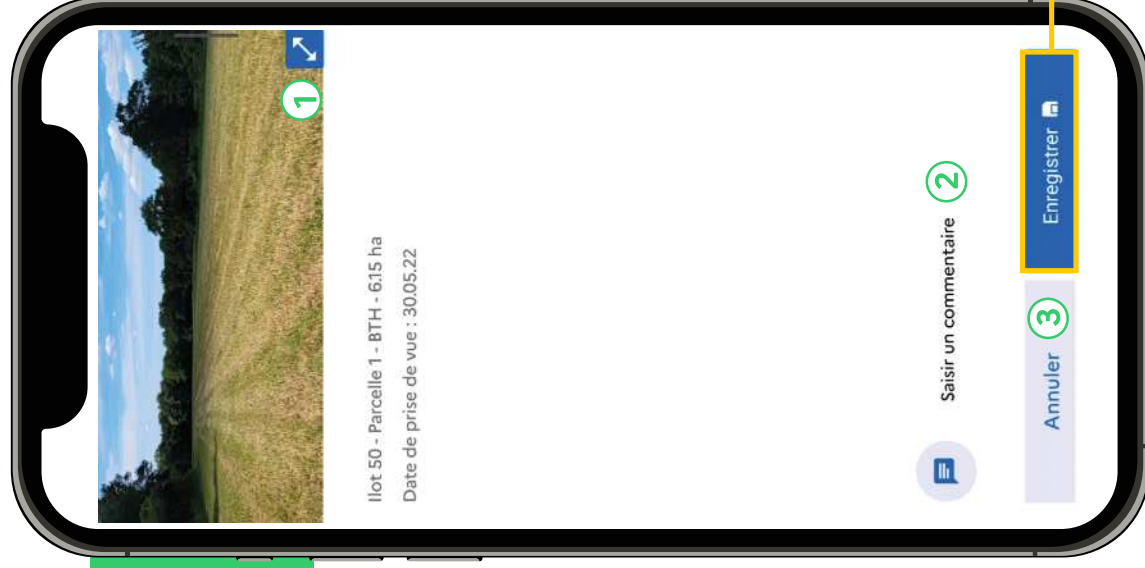 1
Ilot 50 - Parcelle 1 - BTH - 6.15 ha
Date de prise de vue : 30.05.22
Saisir un commentaire 2
Annuler 3 Enregistrer